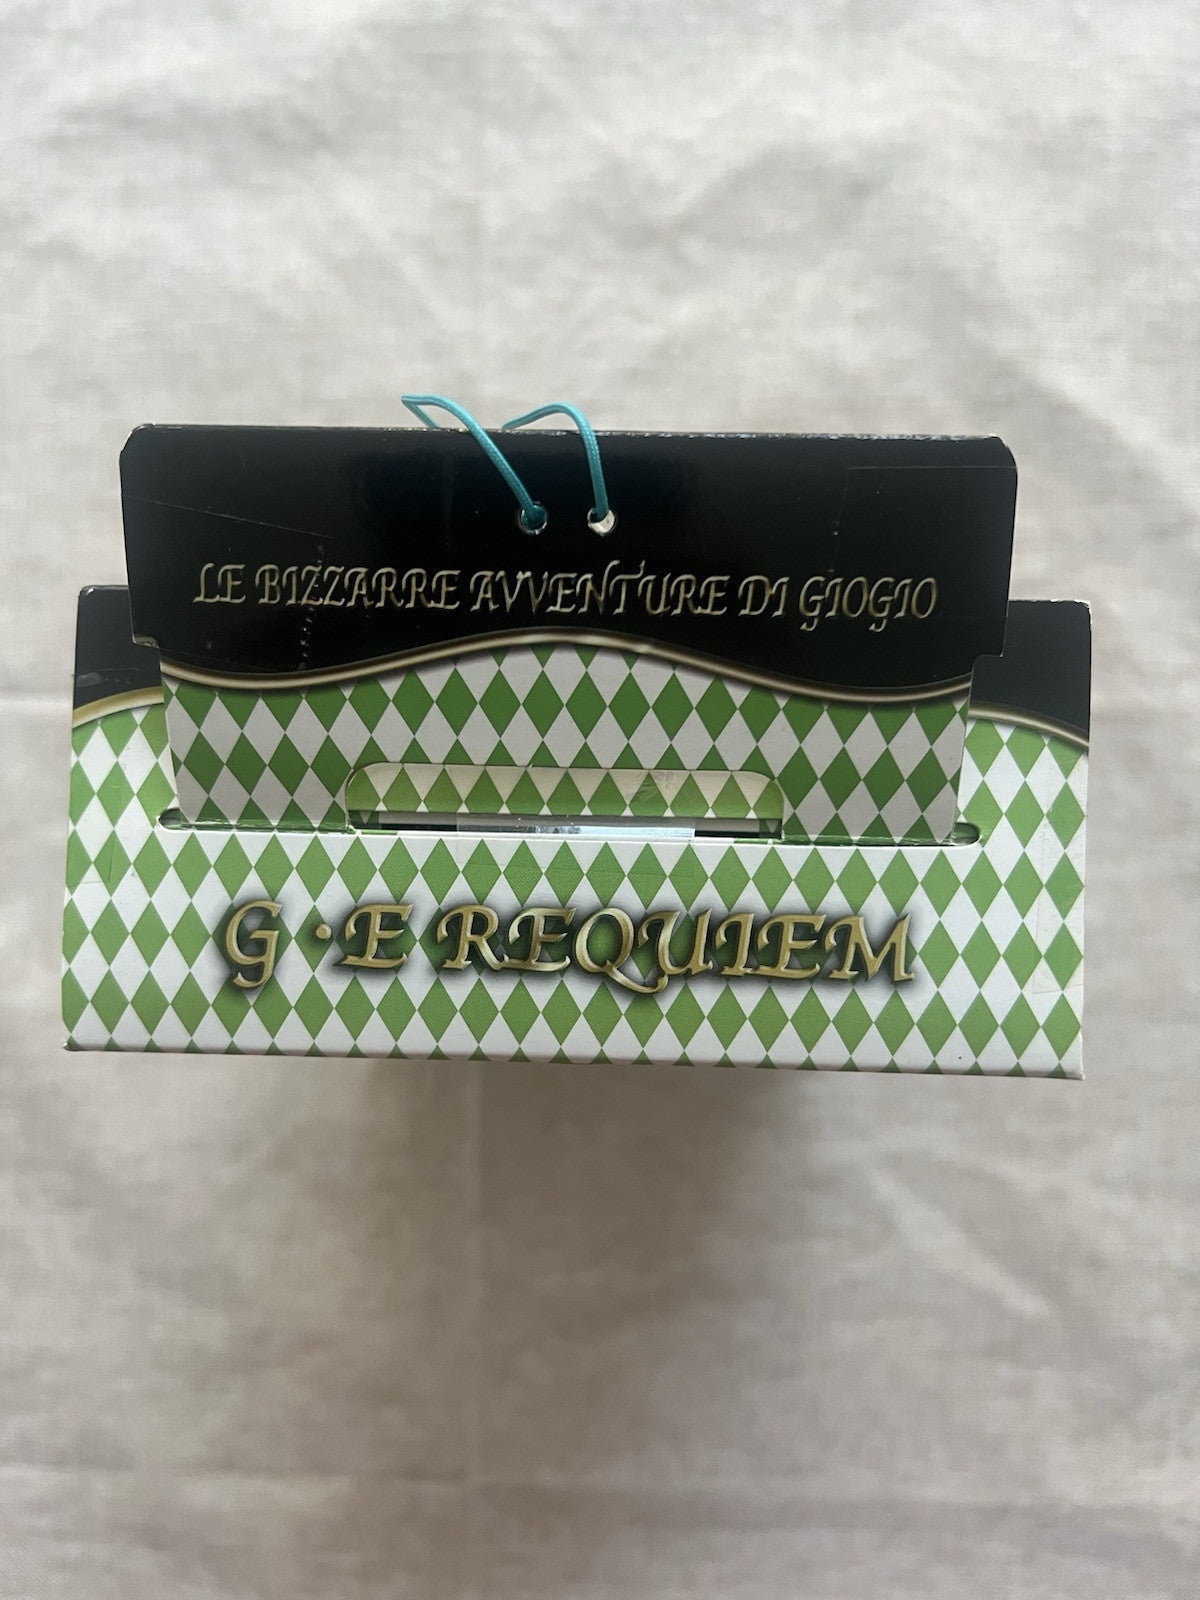 LE BIZZARRE AVVENTURE DI GIOGIO
G·E REQUIEM